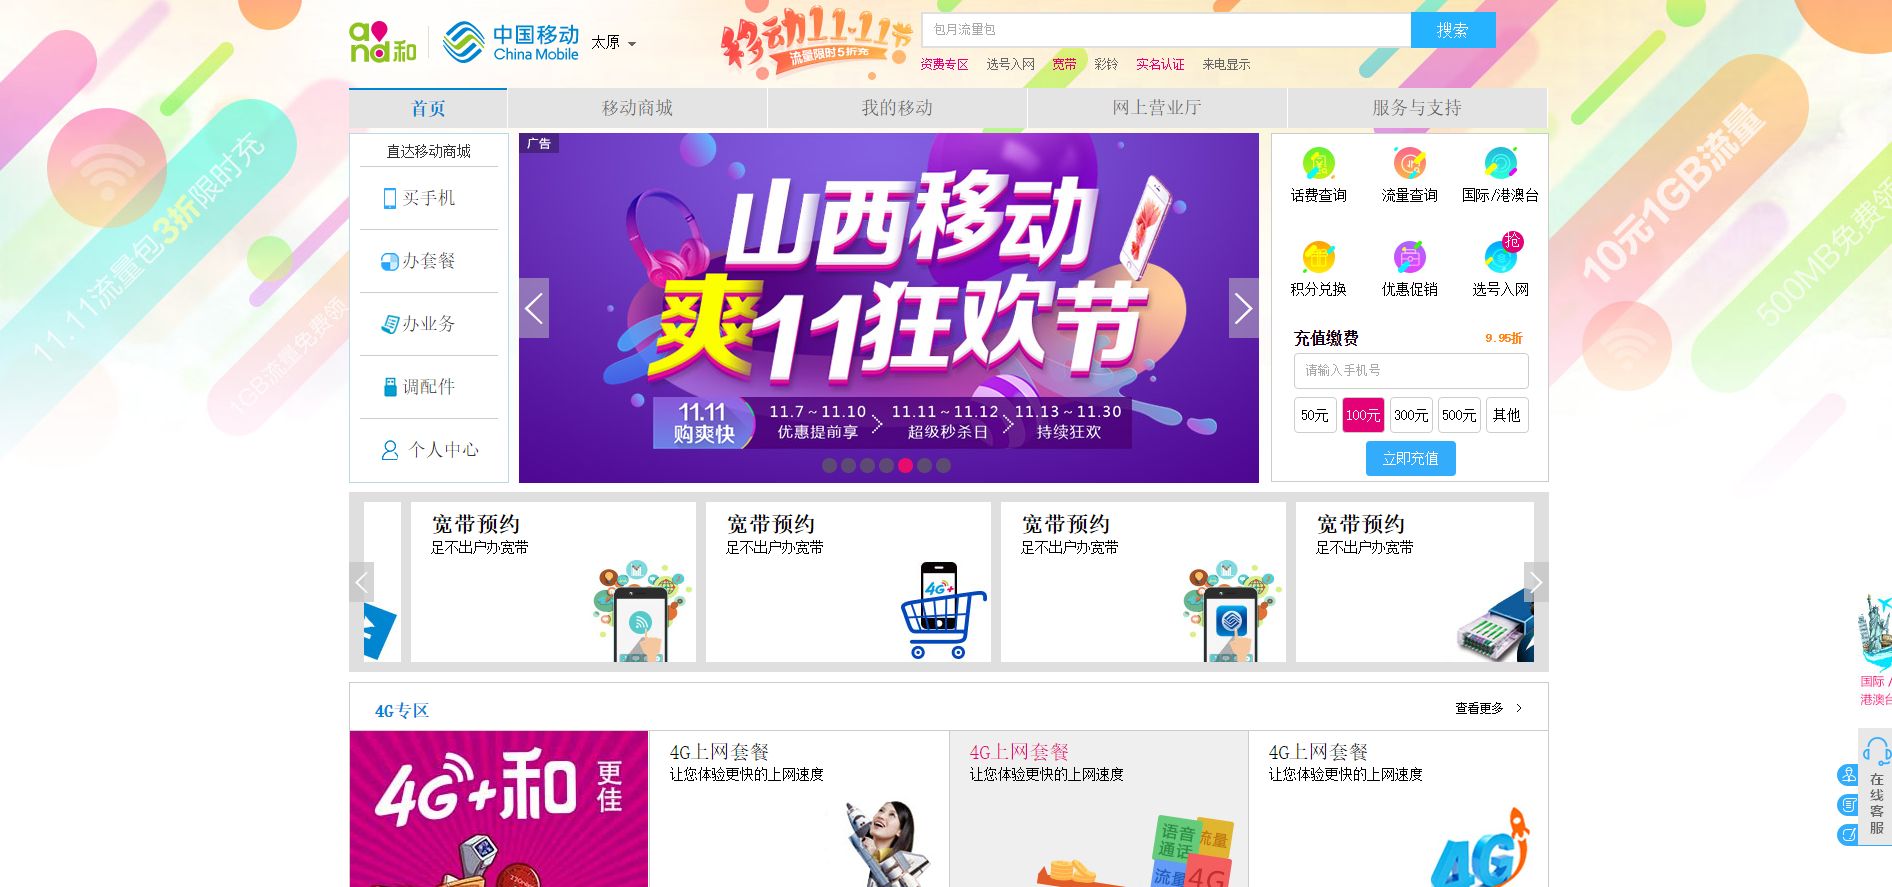 and和
中国移动
China Mobile
太原
移动11.11节
流量限时5折充
包月流量包
搜索
资费专区 选号入网 宽带 彩铃 实名认证 来电显示
首页 移动商城 我的移动 网上营业厅 服务与支持
11.11流量包3折限时充
1GB流量免费领
10元1GB流量
500MB免费领
直达移动商城
买手机
办套餐
办业务
调配件
个人中心
广告
山西移动
爽11狂欢节
11.11
购爽快
11.7～11.10
优惠提前享
11.11～11.12
超级秒杀日
11.13～11.30
持续狂欢
话费查询 流量查询 国际/港澳台
抢
积分兑换 优惠促销 选号入网
充值缴费 9.95折
请输入手机号
50元 100元 300元 500元 其他
立即充值
宽带预约
足不出户办宽带
宽带预约
足不出户办宽带
4G+
宽带预约
足不出户办宽带
宽带预约
足不出户办宽带
4G专区
查看更多
4G+和
更佳
4G上网套餐
让您体验更快的上网速度
4G上网套餐
让您体验更快的上网速度
语音通话
流量
流量
4G
4G上网套餐
让您体验更快的上网速度
4G
国际/
港澳台
在线客服